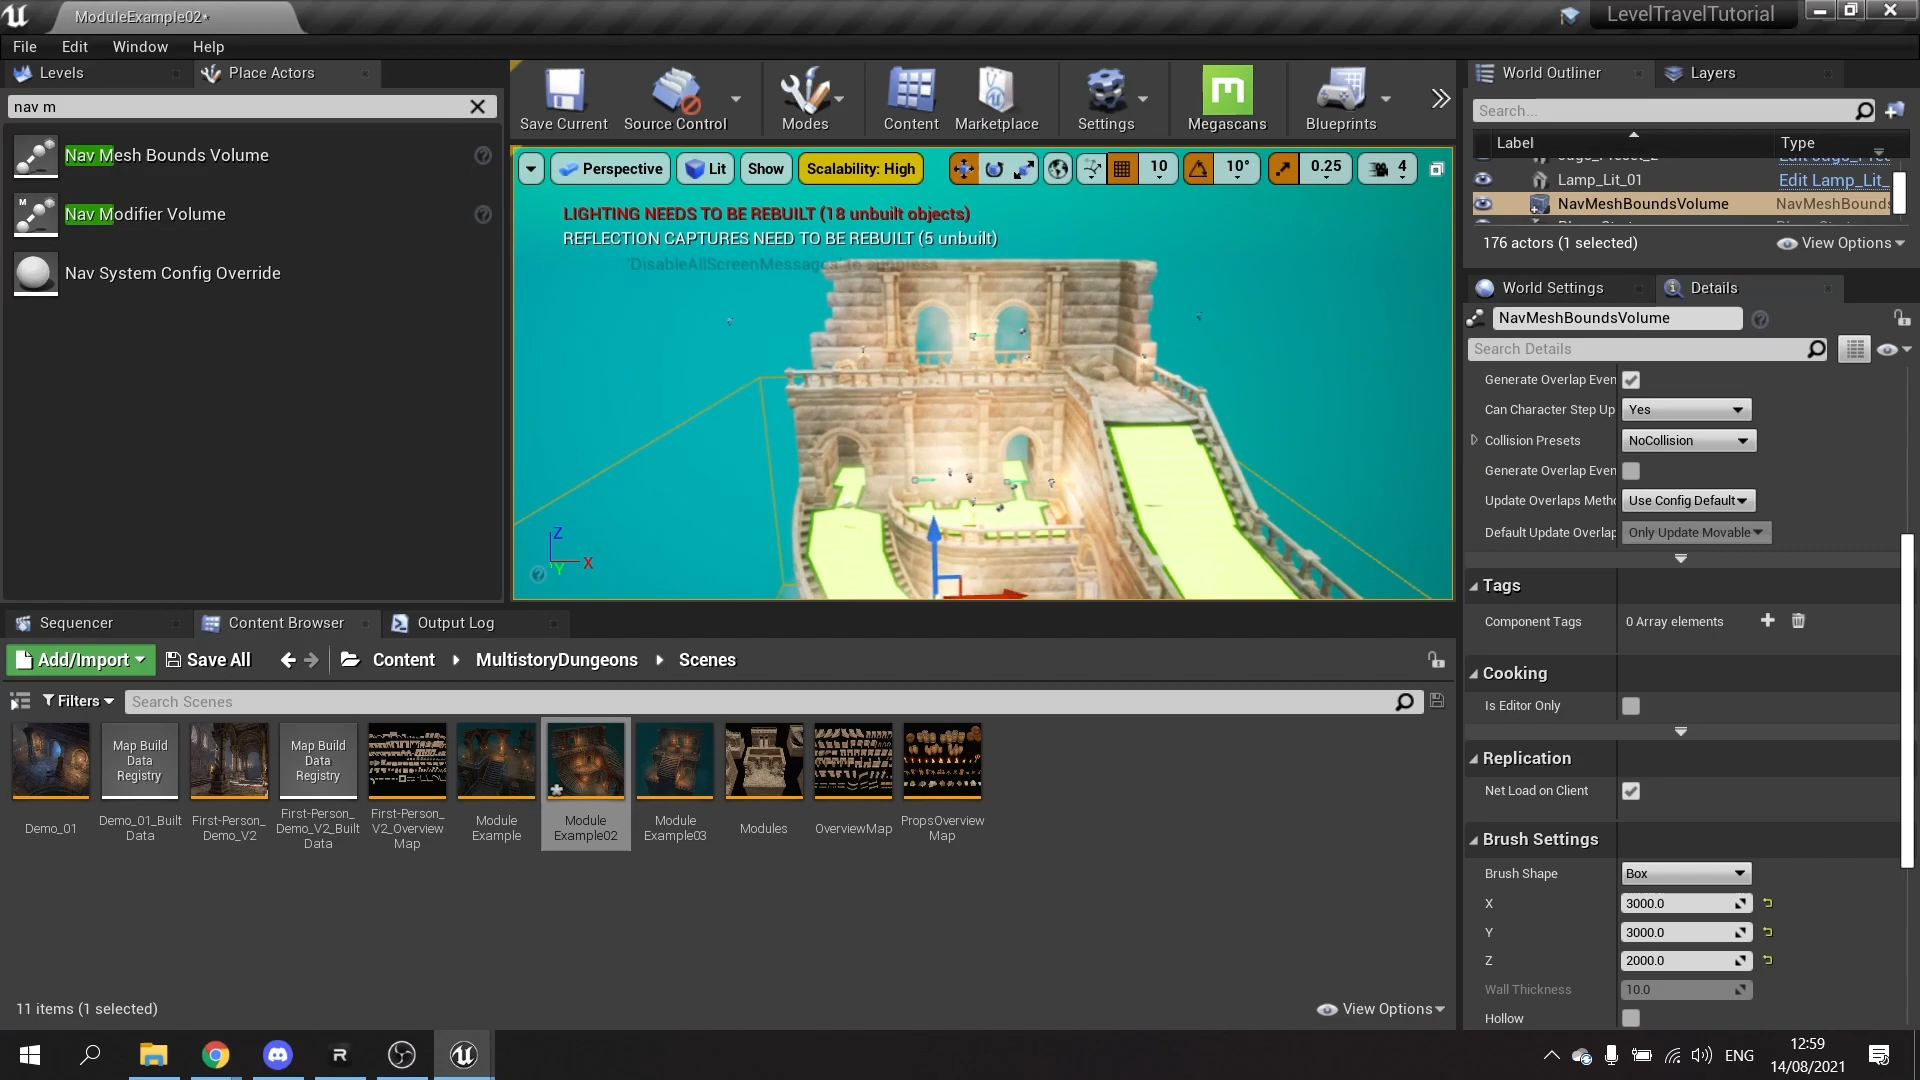 ModuleExample02*
LevelTravelTutorial
File Edit Window Help
Levels
Place Actors
nav m
Nav Mesh Bounds Volume
Nav Modifier Volume
Nav System Config Override
Save Current
Source Control
Modes
Content
Marketplace
Settings
Megascans
Blueprints
Perspective
Lit
Show
Scalability: High
10
10°
0.25
4
LIGHTING NEEDS TO BE REBUILT (18 unbuilt objects)
REFLECTION CAPTURES NEED TO BE REBUILT (5 unbuilt)
'DisableAllScreenMessages' to suppress
Z
X
Y
World Outliner
Layers
Search...
Label
Type
Lamp_Lit_01
Edit Lamp_Lit_
NavMeshBoundsVolume
NavMeshBounds
176 actors (1 selected)
View Options
World Settings
Details
NavMeshBoundsVolume
Search Details
Generate Overlap Even
Can Character Step Up
Yes
Collision Presets
NoCollision
Generate Overlap Even
Update Overlaps Metho
Use Config Default
Default Update Overlap
Only Update Movable
Tags
Component Tags
0 Array elements
Cooking
Is Editor Only
Replication
Net Load on Client
Brush Settings
Brush Shape
Box
X
3000.0
Y
3000.0
Z
2000.0
Wall Thickness
10.0
Hollow
Sequencer
Content Browser
Output Log
Add/Import
Save All
Content
MultistoryDungeons
Scenes
Filters
Search Scenes
Map Build
Data
Registry
Map Build
Data
Registry
Demo_01
Demo_01_Built
Data
First-Person_
Demo_V2
First-Person_
Demo_V2_Built
Data
First-Person_
V2_Overview
Map
Module
Example
Module
Example02
Module
Example03
Modules
OverviewMap
PropsOverview
Map
11 items (1 selected)
View Options
ENG
12:59
14/08/2021